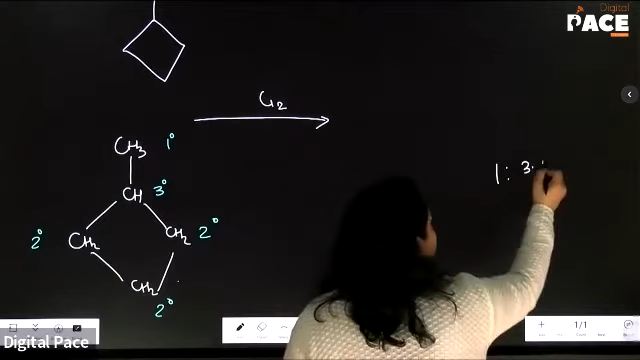 Digital
PACE
Cl₂
CH₃ 1°
CH 3°
2° CH₂ CH₂ 2°
CH₂
2°
1 : 3.
1/1
Digital Pace